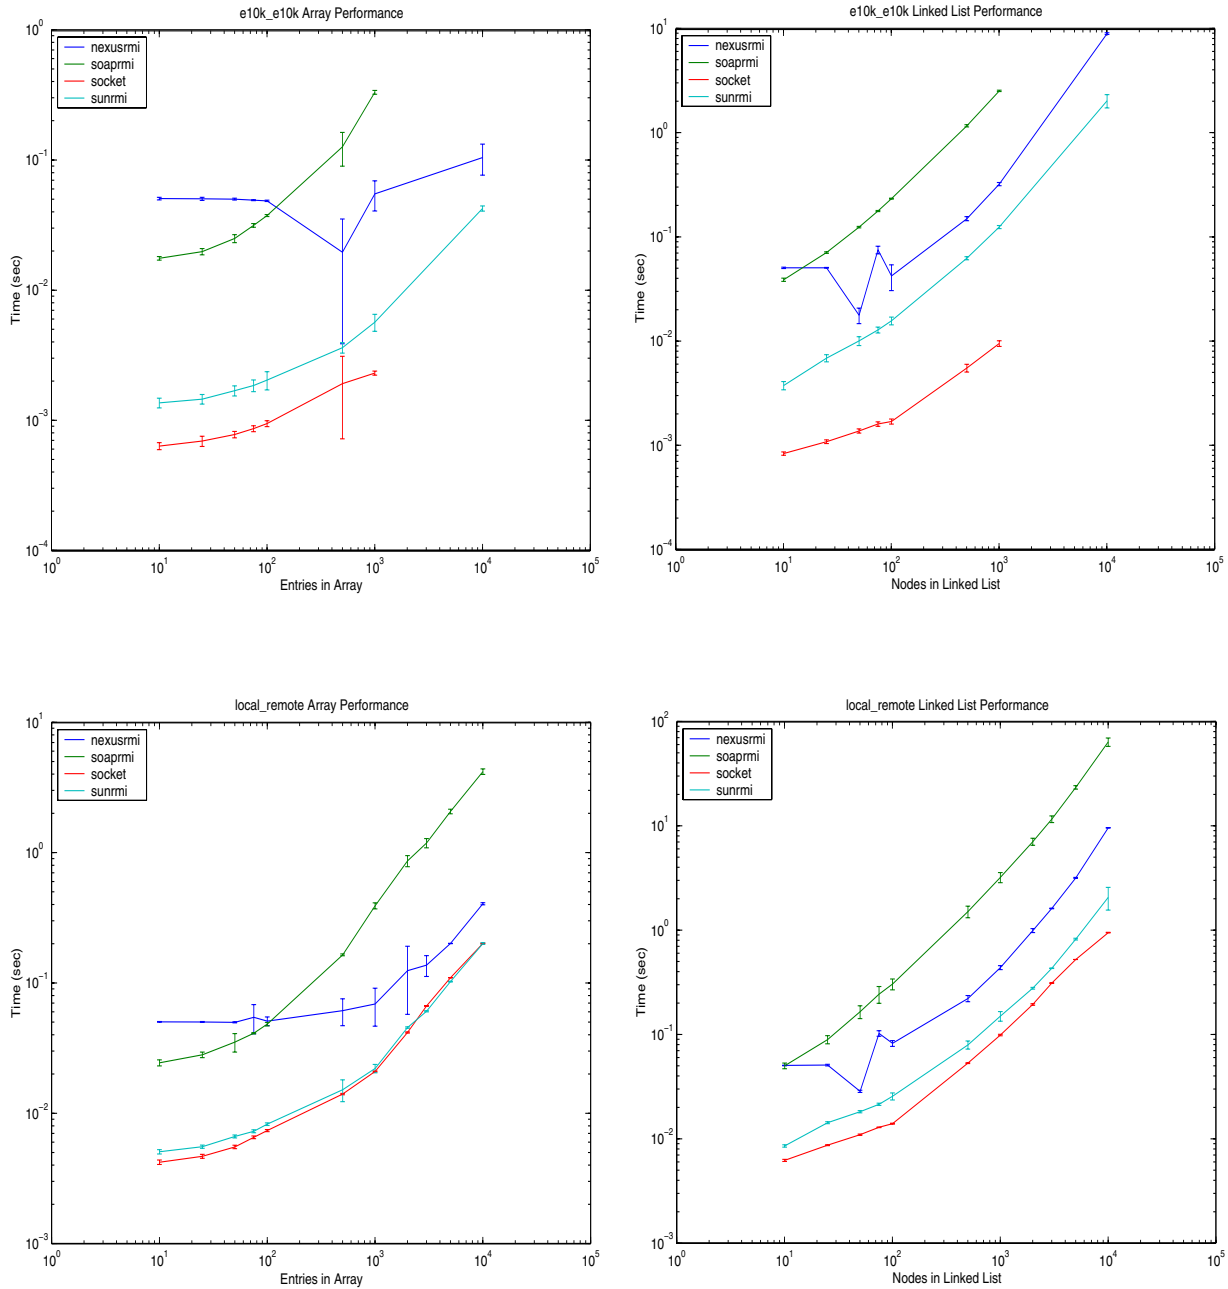 e10k_e10k Array Performance
10^0
10^-1
10^-2
10^-3
10^-4
Time (sec)
nexusrmi
soaprmi
socket
sunrmi
10^0 10^1 10^2 10^3 10^4 10^5
Entries in Array
e10k_e10k Linked List Performance
10^1
10^0
10^-1
10^-2
10^-3
10^-4
Time (sec)
nexusrmi
soaprmi
socket
sunrmi
10^0 10^1 10^2 10^3 10^4 10^5
Nodes in Linked List
local_remote Array Performance
10^1
10^0
10^-1
10^-2
10^-3
Time (sec)
nexusrmi
soaprmi
socket
sunrmi
10^0 10^1 10^2 10^3 10^4 10^5
Entries in Array
local_remote Linked List Performance
10^2
10^1
10^0
10^-1
10^-2
10^-3
Time (sec)
nexusrmi
soaprmi
socket
sunrmi
10^0 10^1 10^2 10^3 10^4 10^5
Nodes in Linked List